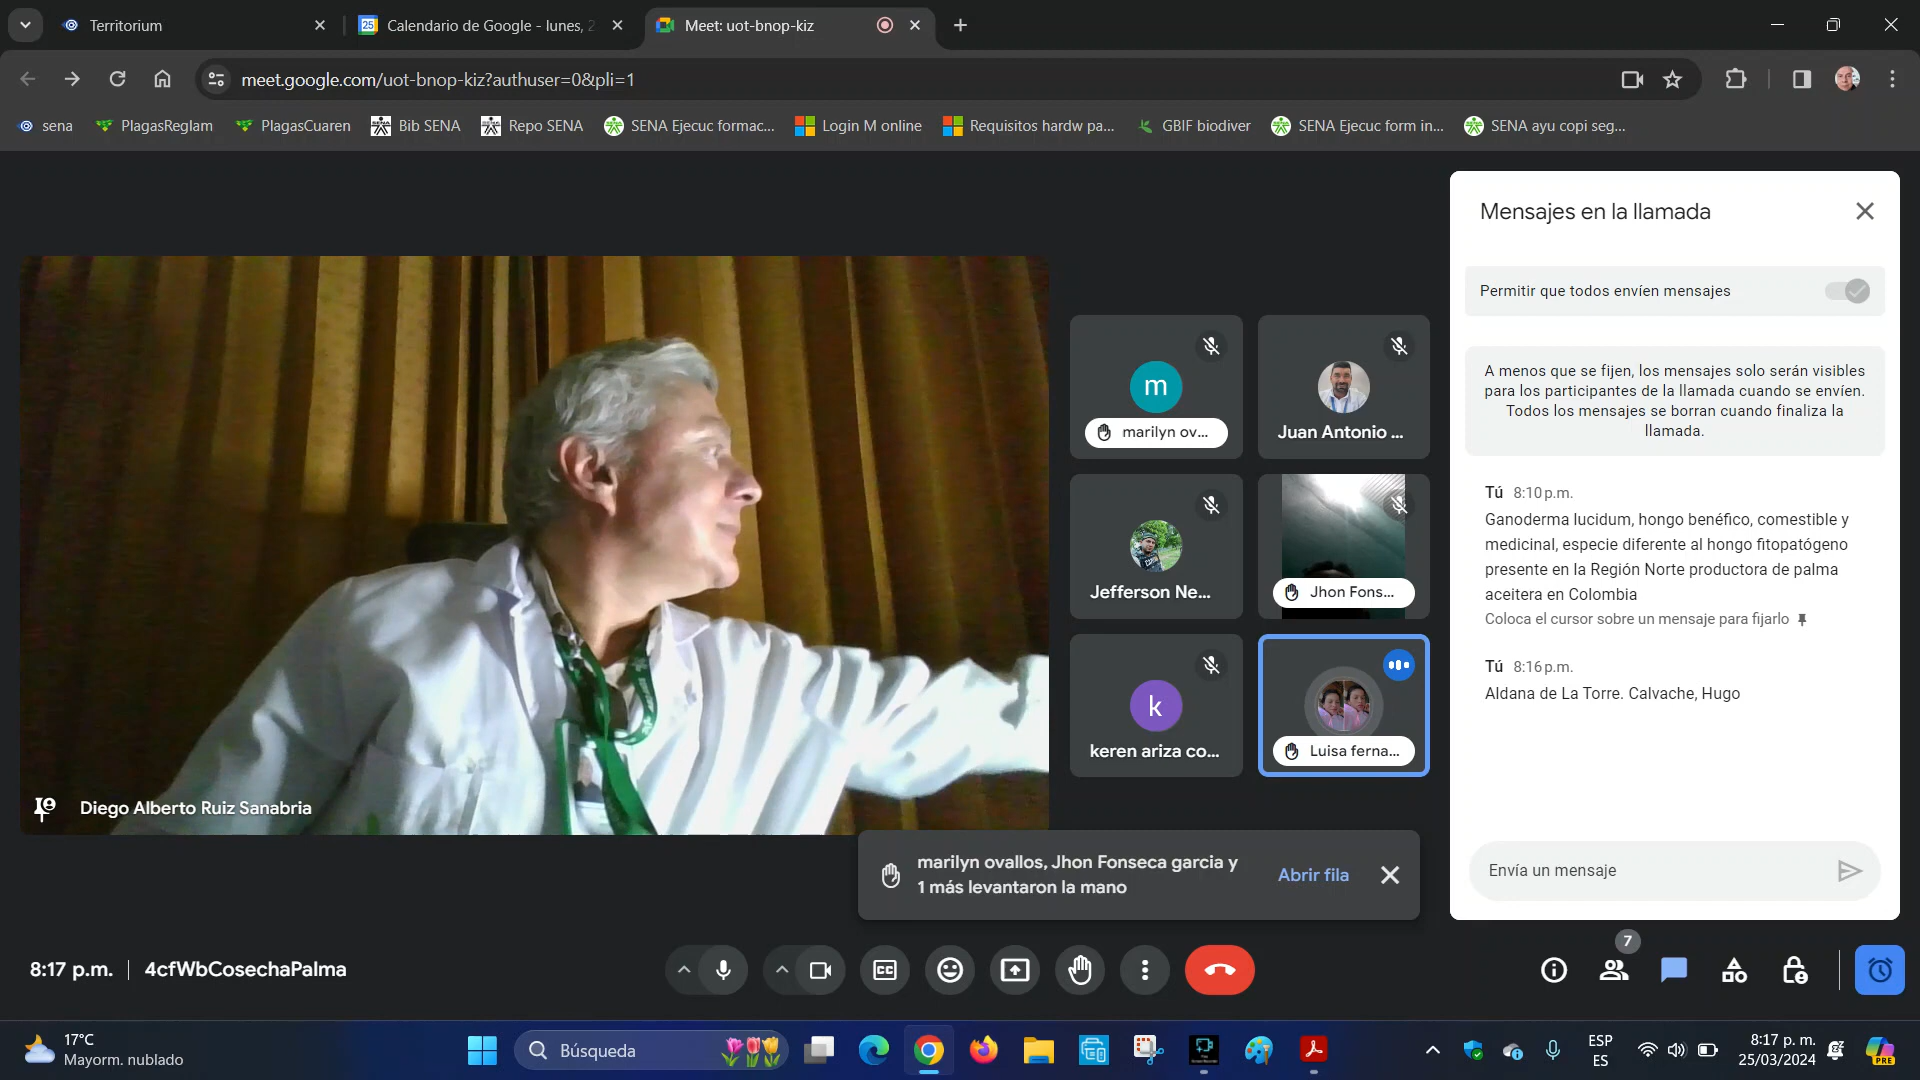 Territorium
Calendario de Google - lunes, 2
Meet: uot-bnop-kiz
meet.google.com/uot-bnop-kiz?authuser=0&pli=1
sena
PlagasReglam
PlagasCuaren
Bib SENA
Repo SENA
SENA Ejecuc formac...
Login M online
Requisitos hardw pa...
GBIF biodiver
SENA Ejecuc form in...
SENA ayu copi seg...
Diego Alberto Ruiz Sanabria
m
marilyn ov...
Juan Antonio ...
Jefferson Ne...
Jhon Fons...
k
keren ariza co...
Luisa ferna...
Mensajes en la llamada
Permitir que todos envíen mensajes
A menos que se fijen, los mensajes solo serán visibles
para los participantes de la llamada cuando se envíen.
Todos los mensajes se borran cuando finaliza la
llamada.
Tú 8:10 p.m.
Ganoderma lucidum, hongo benéfico, comestible y
medicinal, especie diferente al hongo fitopatógeno
presente en la Región Norte productora de palma
aceitera en Colombia
Coloca el cursor sobre un mensaje para fijarlo
Tú 8:16 p.m.
Aldana de La Torre. Calvache, Hugo
Envía un mensaje
marilyn ovallos, Jhon Fonseca garcia y
1 más levantaron la mano
Abrir fila
8:17 p.m.
4cfWbCosechaPalma
7
17°C
Mayorm. nublado
Búsqueda
ESP
ES
8:17 p. m.
25/03/2024
PRE